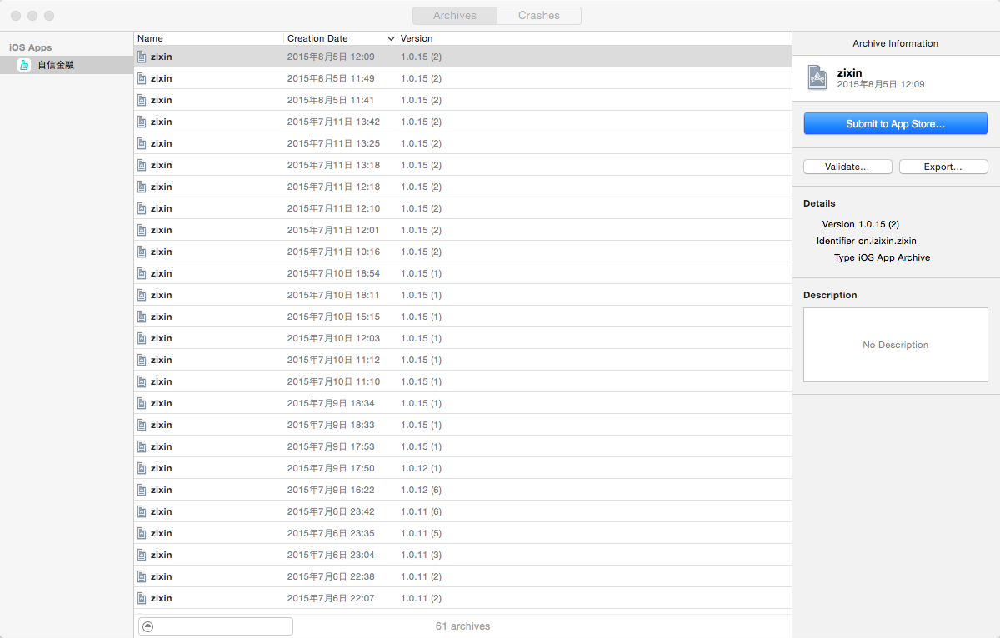 Archives Crashes
iOS Apps
自信金融
Name Creation Date Version
zixin 2015年8月5日 12:09 1.0.15 (2)
zixin 2015年8月5日 11:49 1.0.15 (2)
zixin 2015年8月5日 11:41 1.0.15 (2)
zixin 2015年7月11日 13:42 1.0.15 (2)
zixin 2015年7月11日 13:25 1.0.15 (2)
zixin 2015年7月11日 13:18 1.0.15 (2)
zixin 2015年7月11日 12:18 1.0.15 (2)
zixin 2015年7月11日 12:10 1.0.15 (2)
zixin 2015年7月11日 12:01 1.0.15 (2)
zixin 2015年7月11日 10:16 1.0.15 (2)
zixin 2015年7月10日 18:54 1.0.15 (1)
zixin 2015年7月10日 18:11 1.0.15 (1)
zixin 2015年7月10日 15:15 1.0.15 (1)
zixin 2015年7月10日 12:03 1.0.15 (1)
zixin 2015年7月10日 11:12 1.0.15 (1)
zixin 2015年7月10日 11:10 1.0.15 (1)
zixin 2015年7月9日 18:34 1.0.15 (1)
zixin 2015年7月9日 18:33 1.0.15 (1)
zixin 2015年7月9日 17:53 1.0.15 (1)
zixin 2015年7月9日 17:50 1.0.12 (1)
zixin 2015年7月9日 16:22 1.0.12 (6)
zixin 2015年7月6日 23:42 1.0.11 (6)
zixin 2015年7月6日 23:35 1.0.11 (5)
zixin 2015年7月6日 23:04 1.0.11 (3)
zixin 2015年7月6日 22:38 1.0.11 (2)
zixin 2015年7月6日 22:07 1.0.11 (2)
61 archives
Archive Information
zixin
2015年8月5日 12:09
Submit to App Store...
Validate... Export...
Details
Version 1.0.15 (2)
Identifier cn.izixin.zixin
Type iOS App Archive
Description
No Description